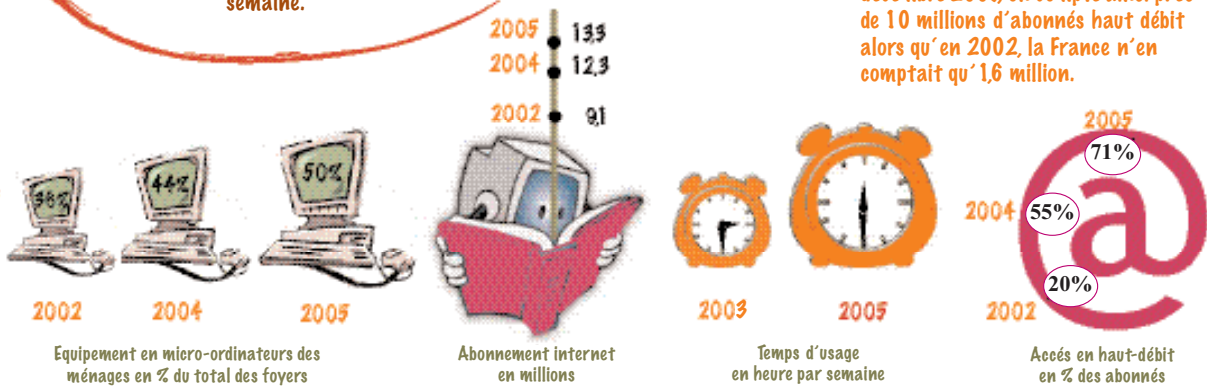 semaine.
de 10 millions d'abonnés haut débit
alors qu'en 2002, la France n'en
comptait qu'1,6 million.
2005 13,3
2004 12,3
2002 9,1
44%
50%
2002
2004
2005
Equipement en micro-ordinateurs des
ménages en % du total des foyers
Abonnement internet
en millions
2003
2005
Temps d'usage
en heure par semaine
2005
71%
2004
55%
20%
2002
Accés en haut-débit
en % des abonnés